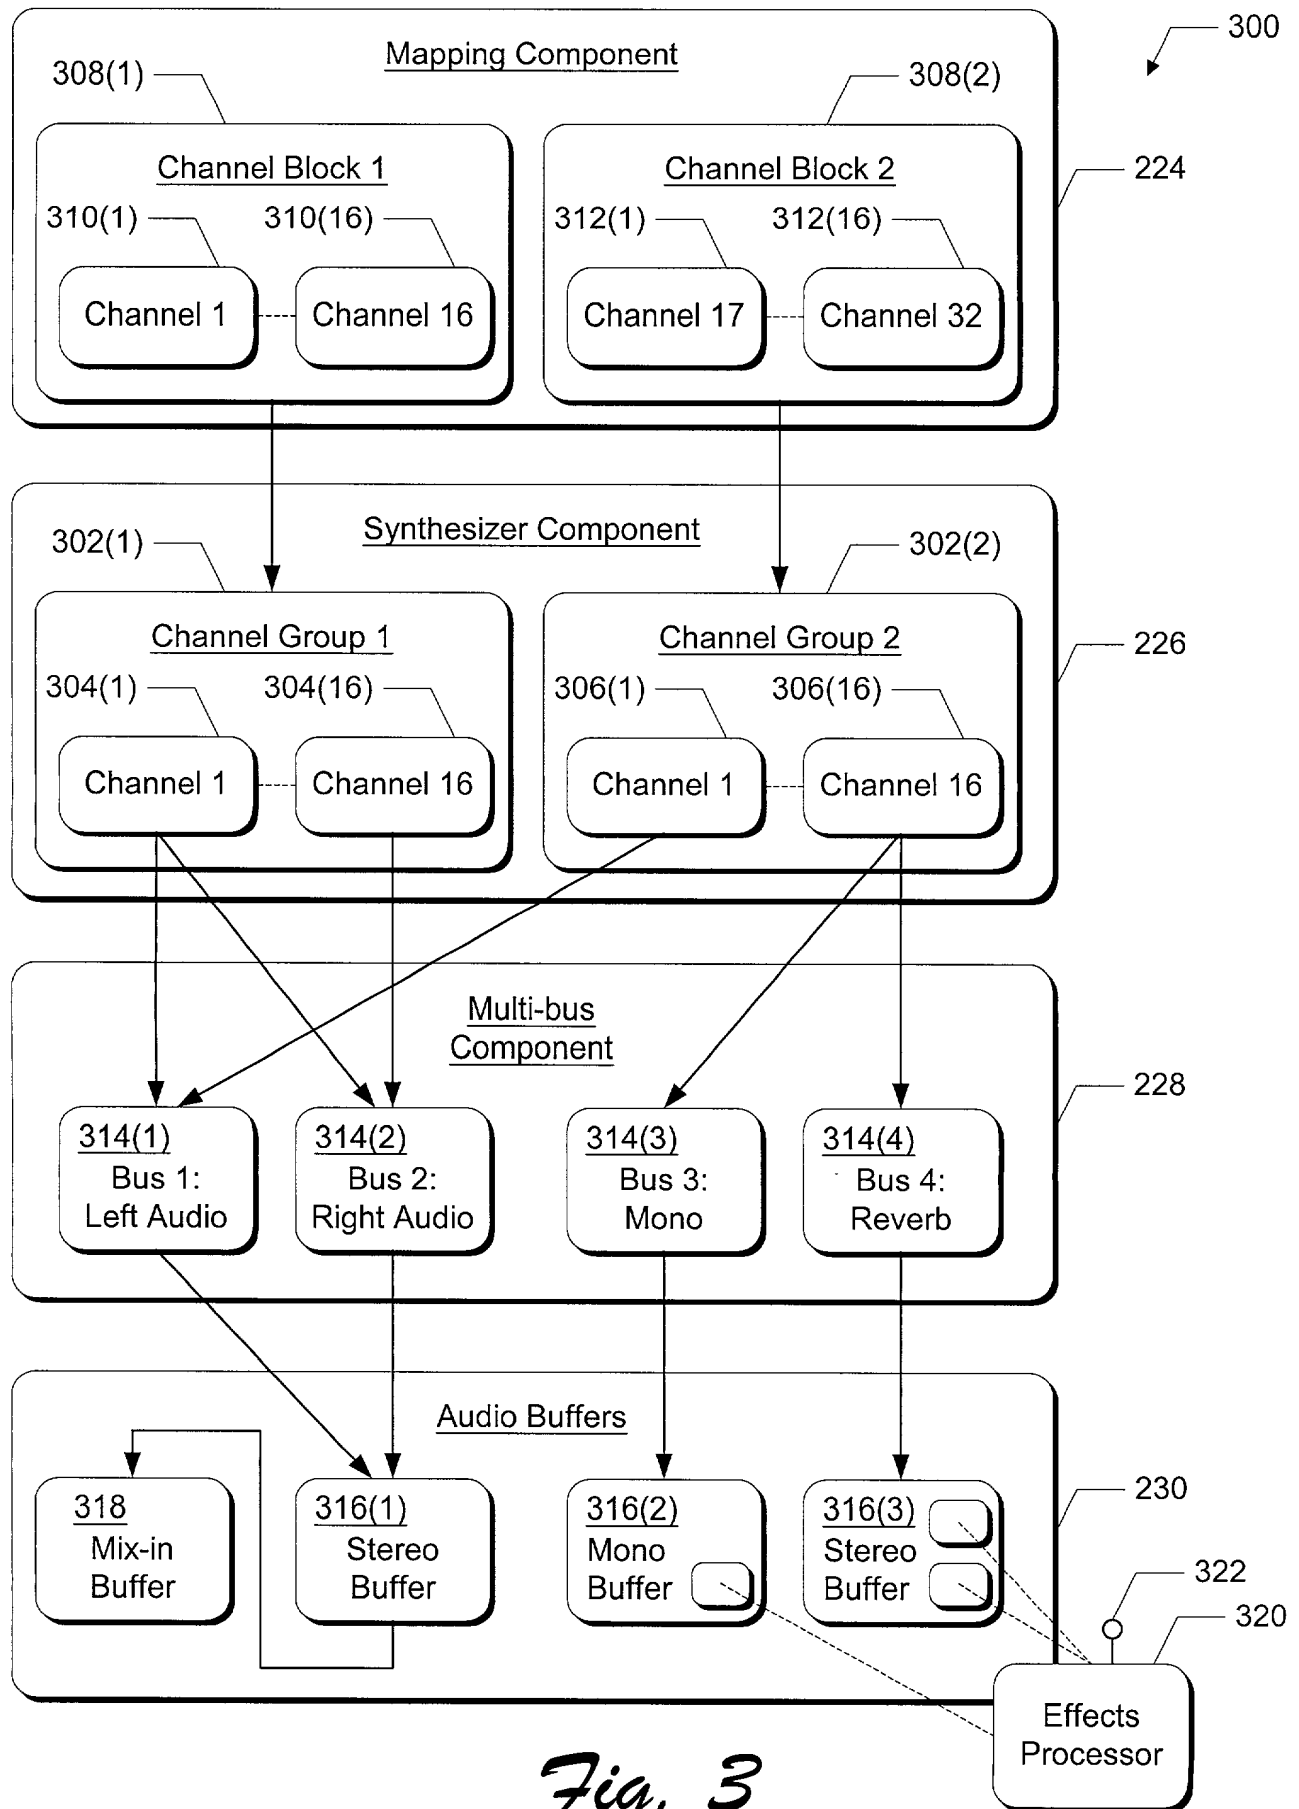 300
Mapping Component
308(1)
308(2)
224
Channel Block 1
Channel Block 2
310(1)
310(16)
312(1)
312(16)
Channel 1
Channel 16
Channel 17
Channel 32
Synthesizer Component
302(1)
302(2)
226
Channel Group 1
Channel Group 2
304(1)
304(16)
306(1)
306(16)
Channel 1
Channel 16
Channel 1
Channel 16
Multi-bus
Component
228
314(1)
Bus 1:
Left Audio
314(2)
Bus 2:
Right Audio
314(3)
Bus 3:
Mono
314(4)
Bus 4:
Reverb
Audio Buffers
230
318
Mix-in
Buffer
316(1)
Stereo
Buffer
316(2)
Mono
Buffer
316(3)
Stereo
Buffer
322
320
Effects
Processor
Fig. 3